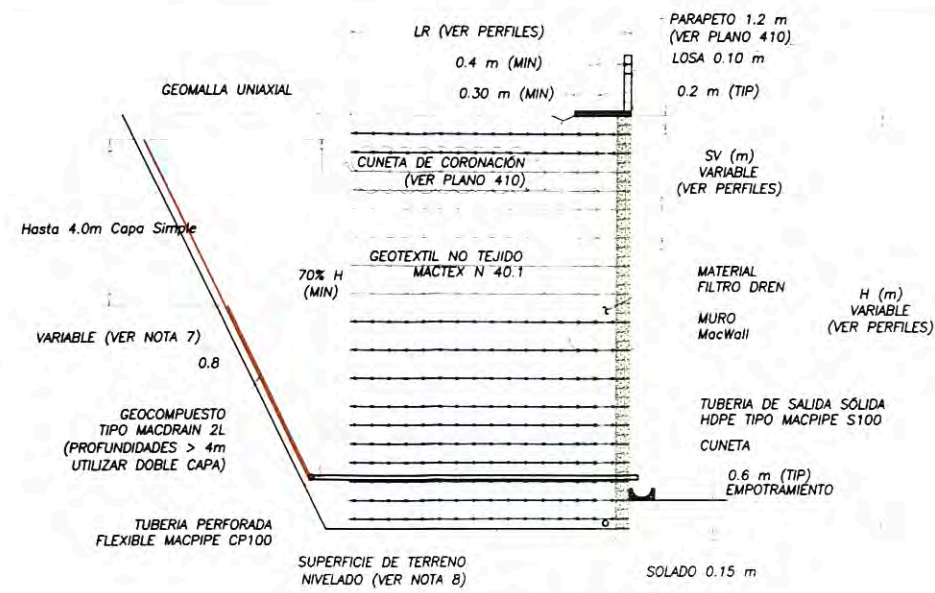 LR (VER PERFILES)
PARAPETO 1.2 m
(VER PLANO 410)
0.4 m (MIN)
LOSA 0.10 m
GEOMALLA UNIAXIAL
0.30 m (MIN)
0.2 m (TIP)
CUNETA DE CORONACIÓN
(VER PLANO 410)
SV (m)
VARIABLE
(VER PERFILES)
Hasta 4.0m Capa Simple
GEOTEXTIL NO TEJIDO
MACTEX N 40.1
70% H
(MIN)
MATERIAL
FILTRO DREN
H (m)
VARIABLE
(VER PERFILES)
MURO
MacWall
VARIABLE (VER NOTA 7)
0.8
GEOCOMPUESTO
TIPO MACDRAIN 2L
(PROFUNDIDADES > 4m
UTILIZAR DOBLE CAPA)
TUBERIA DE SALIDA SÓLIDA
HDPE TIPO MACPIPE S100
CUNETA
0.6 m (TIP)
EMPOTRAMIENTO
TUBERIA PERFORADA
FLEXIBLE MACPIPE CP100
SUPERFICIE DE TERRENO
NIVELADO (VER NOTA 8)
SOLADO 0.15 m